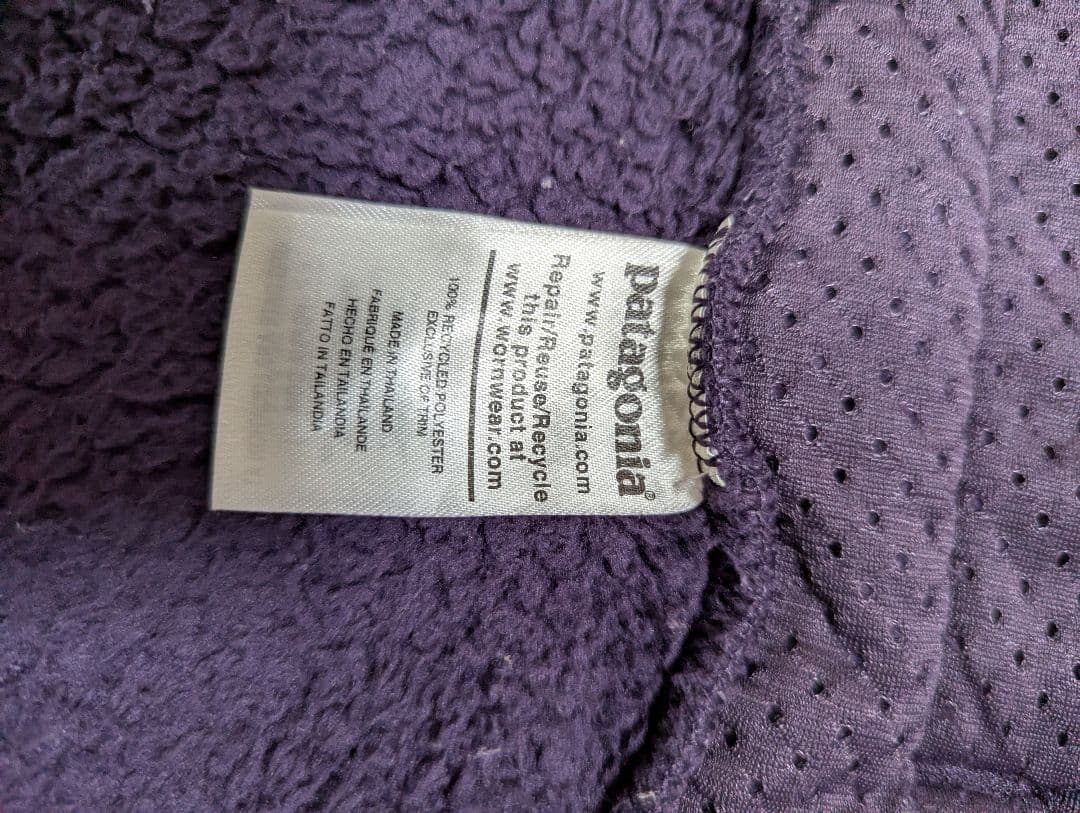 patagonia®
www.patagonia.com
Repair/Reuse/Recycle
this product at
www.wornwear.com
100% RECYCLED POLYESTER
EXCLUSIVE OF TRIM
MADE IN THAILAND
FABRIQUÉ EN THAILANDE
HECHO EN TAILANDIA
FATTO IN TAILANDIA